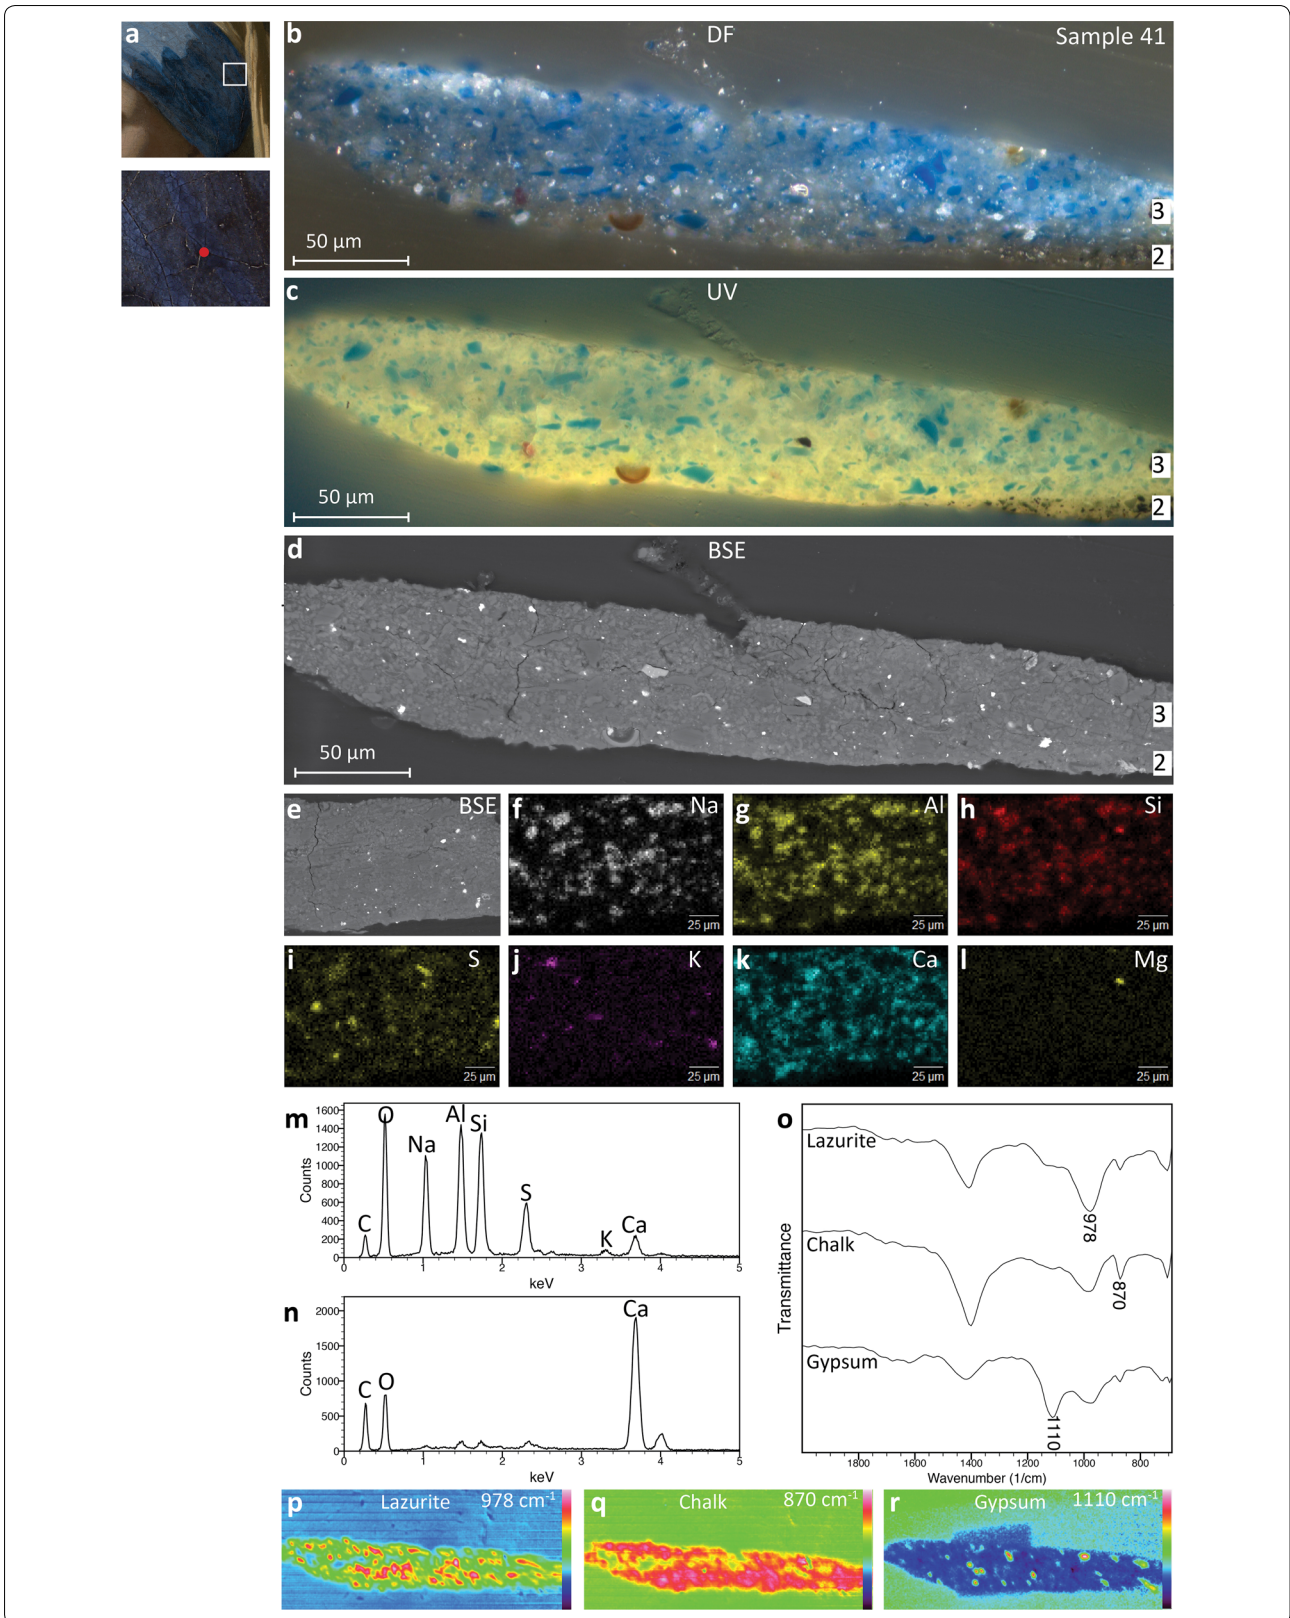 a
b DF Sample 41
50 µm
3
2
c UV
50 µm
3
2
d BSE
50 µm
3
2
e BSE
f Na
25 µm
g Al
25 µm
h Si
25 µm
i S
25 µm
j K
25 µm
k Ca
25 µm
l Mg
25 µm
m
1600
1400
1200
1000
800
600
400
200
0
Counts
C O Na Al Si S K Ca
0 1 2 3 4 5
keV
n
2000
1500
1000
500
0
Counts
C O Ca
0 1 2 3 4 5
keV
o
Lazurite
978
Chalk
870
Gypsum
1110
Transmittance
1800 1600 1400 1200 1000 800
Wavenumber (1/cm)
p Lazurite 978 cm-1
q Chalk 870 cm-1
r Gypsum 1110 cm-1